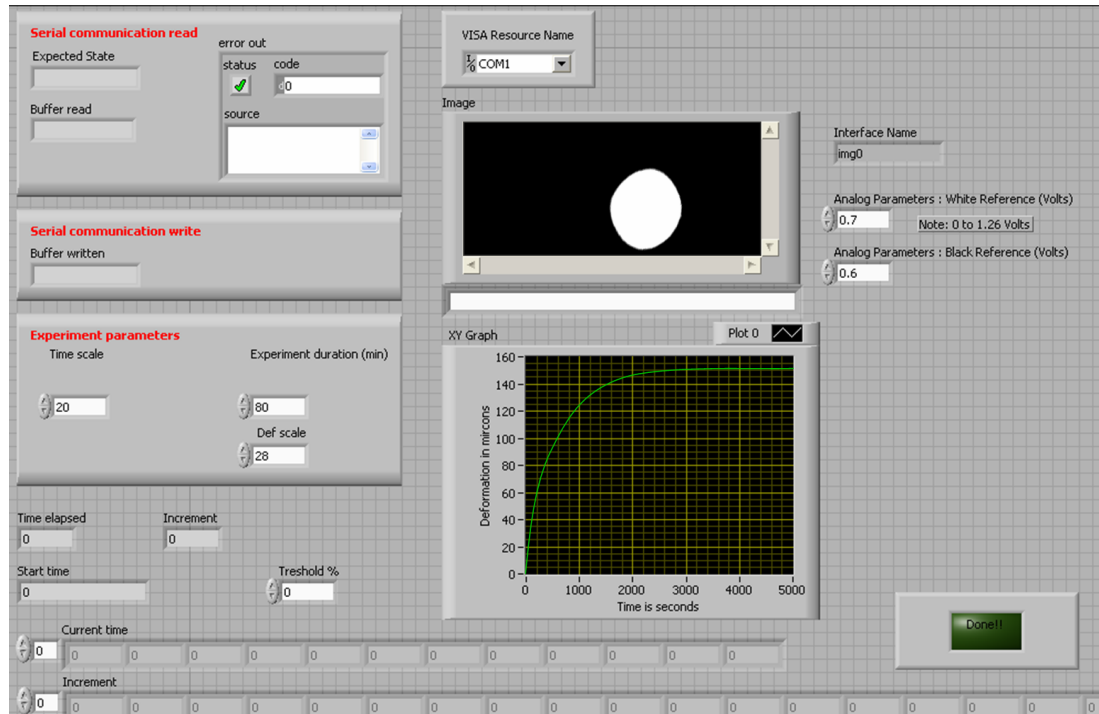 Serial communication read
Expected State
Buffer read
error out
status code
0
source
Serial communication write
Buffer written
Experiment parameters
Time scale
Experiment duration (min)
20
80
Def scale
28
Time elapsed
Increment
0
0
Start time
Treshold %
0
0
VISA Resource Name
COM1
Image
Interface Name
img0
Analog Parameters : White Reference (Volts)
0.7
Note: 0 to 1.26 Volts
Analog Parameters : Black Reference (Volts)
0.6
XY Graph
Plot 0
160
140
120
100
80
60
40
20
0
Deformation in mircons
0 1000 2000 3000 4000 5000
Time is seconds
Done!!
Current time
0 0 0 0 0 0 0 0 0 0 0 0 0
Increment
0 0 0 0 0 0 0 0 0 0 0 0 0 0 0 0 0 0 0